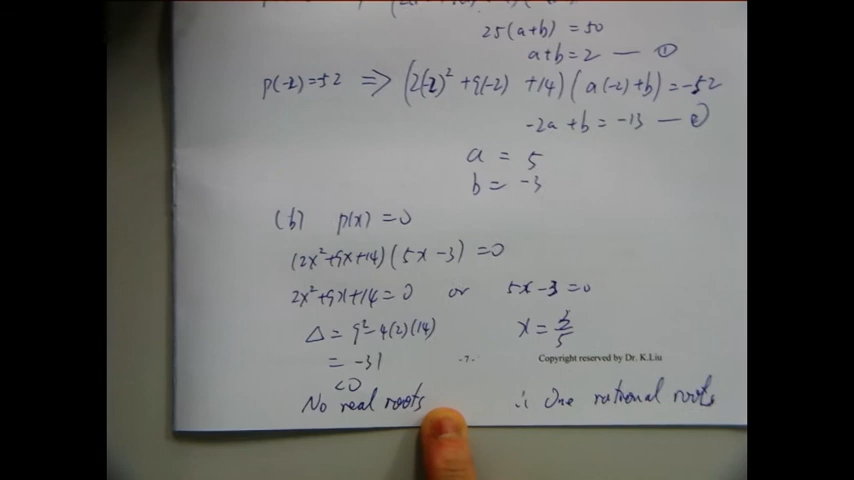 25(a+b) = 50
a+b = 2 — ①
p(-2) = 52 ⟹ (2(-2)² + 9(-2) + 14)(a(-2)+b) = -52
-2a + b = -13 — ②
a = 5
b = -3
(b) p(x) = 0
(2x²+9x+14)(5x-3) = 0
2x²+9x+14 = 0 or 5x-3 = 0
Δ = 9² - 4(2)(14) x = 3/5
= -31
-7- Copyright reserved by Dr. K.Liu
<0
No real roots ∴ One rational roots